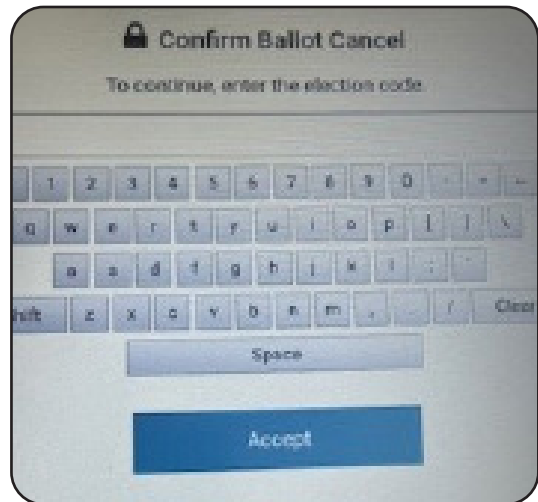 Confirm Ballot Cancel
To continue, enter the election code.
1 2 3 4 5 6 7 8 9 0 - =
q w e r t y u i o p [ ] \
a s d f g h j k l ; '
z x c v b n m , . / Clear
Space
Accept